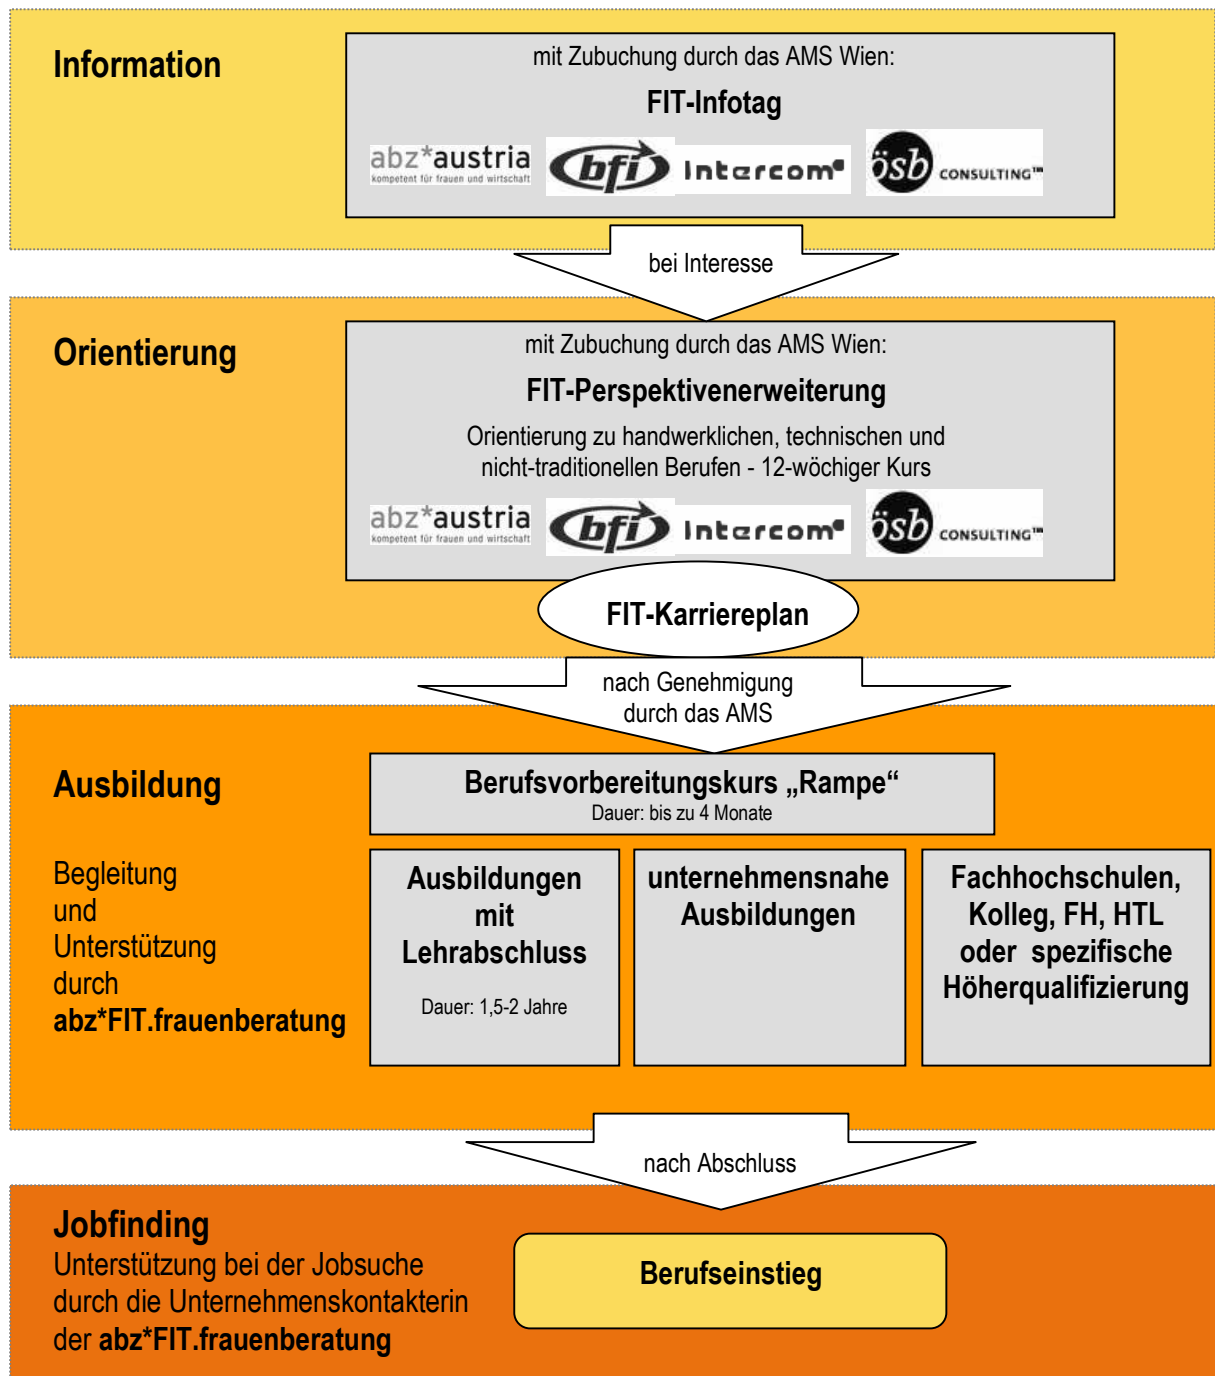 Information
mit Zubuchung durch das AMS Wien:
FIT-Infotag
abz*austria
kompetent für frauen und wirtschaft
bfi
Intercom
ösb
CONSULTING™
bei Interesse
Orientierung
mit Zubuchung durch das AMS Wien:
FIT-Perspektivenerweiterung
Orientierung zu handwerklichen, technischen und
nicht-traditionellen Berufen - 12-wöchiger Kurs
abz*austria
kompetent für frauen und wirtschaft
bfi
Intercom
ösb
CONSULTING™
FIT-Karriereplan
nach Genehmigung
durch das AMS
Ausbildung
Berufsvorbereitungskurs „Rampe“
Dauer: bis zu 4 Monate
Begleitung
und
Unterstützung
durch
abz*FIT.frauenberatung
Ausbildungen
mit
Lehrabschluss
Dauer: 1,5-2 Jahre
unternehmensnahe
Ausbildungen
Fachhochschulen,
Kolleg, FH, HTL
oder spezifische
Höherqualifizierung
nach Abschluss
Jobfinding
Unterstützung bei der Jobsuche
durch die Unternehmenskontakterin
der abz*FIT.frauenberatung
Berufseinstieg